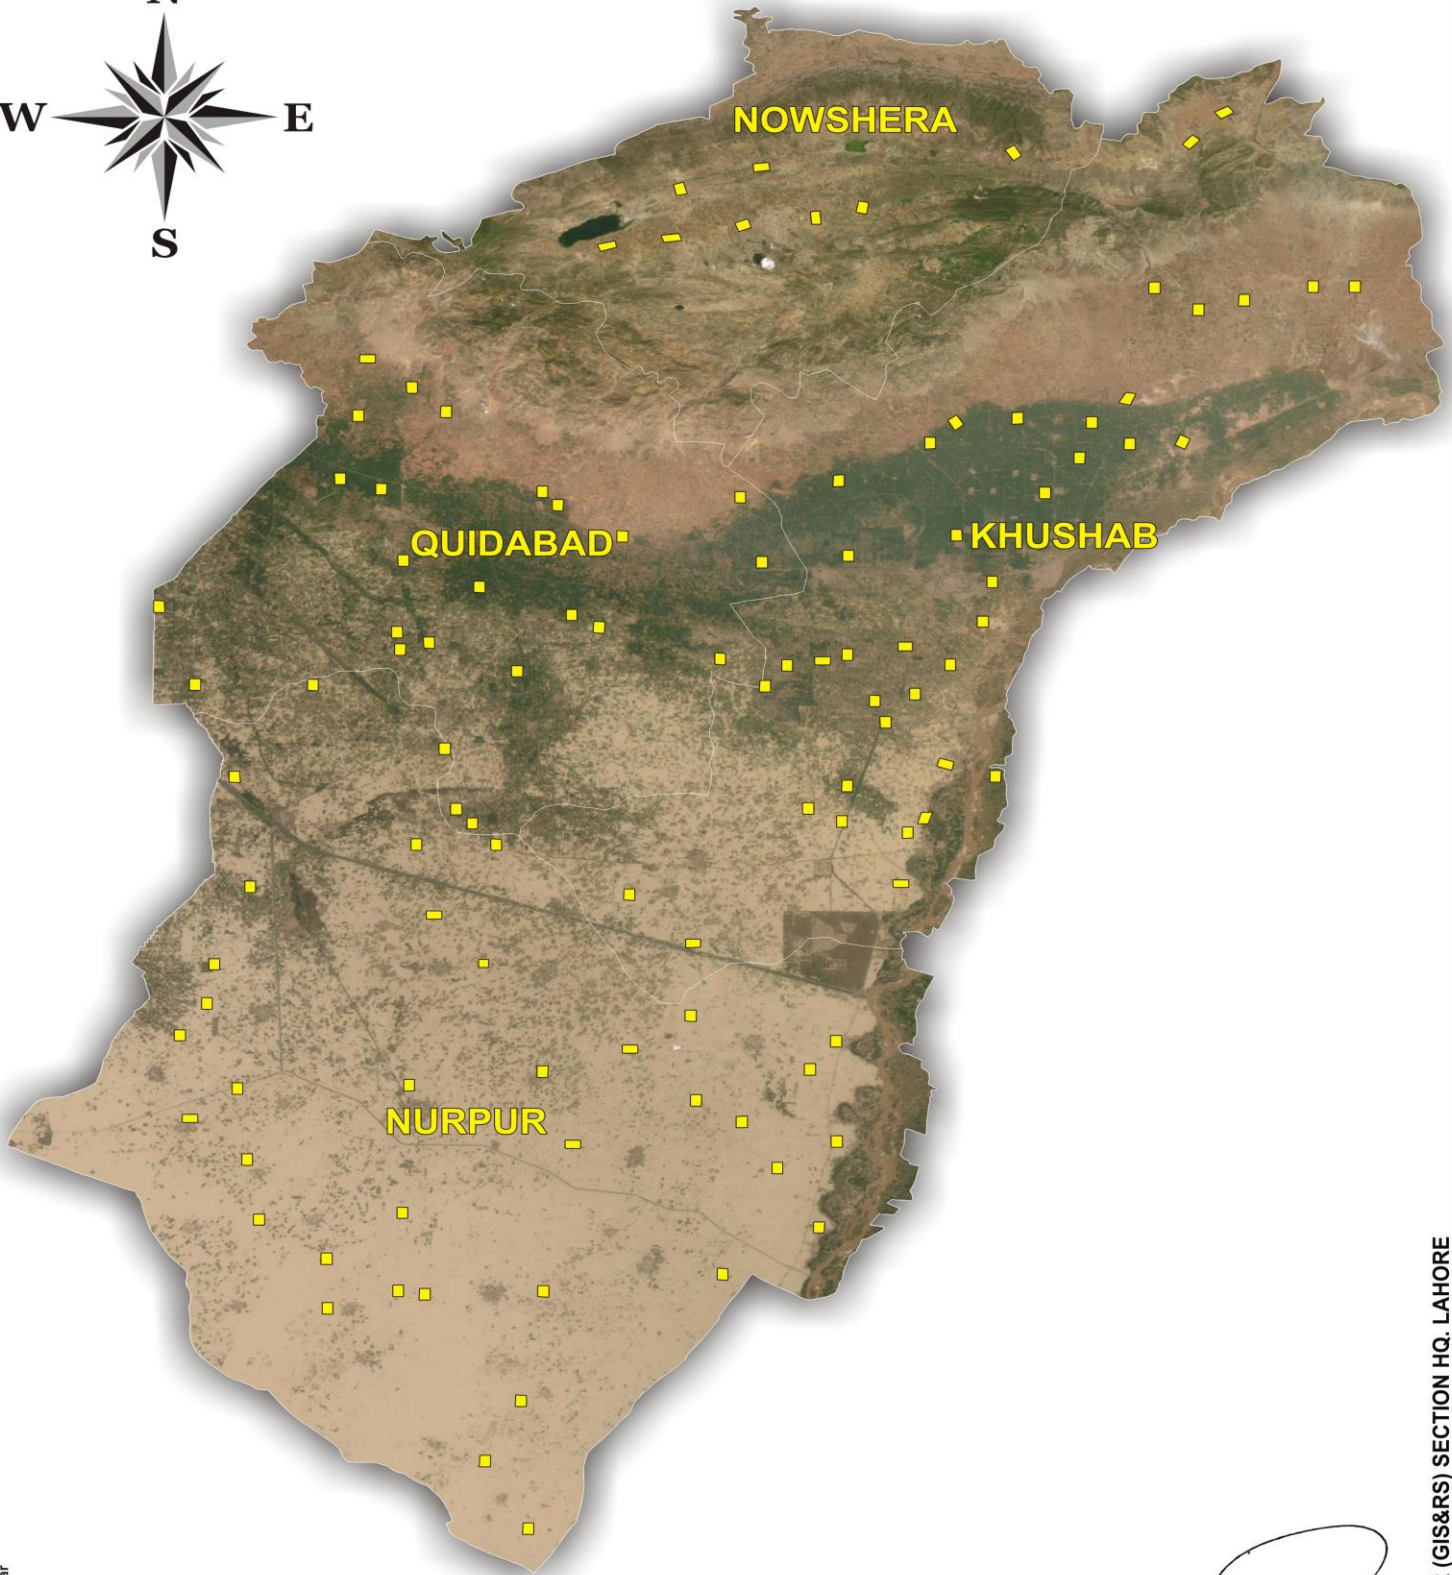 W
E
S
NOWSHERA
QUIDABAD
KHUSHAB
NURPUR
(GIS&RS) SECTION HQ. LAHORE